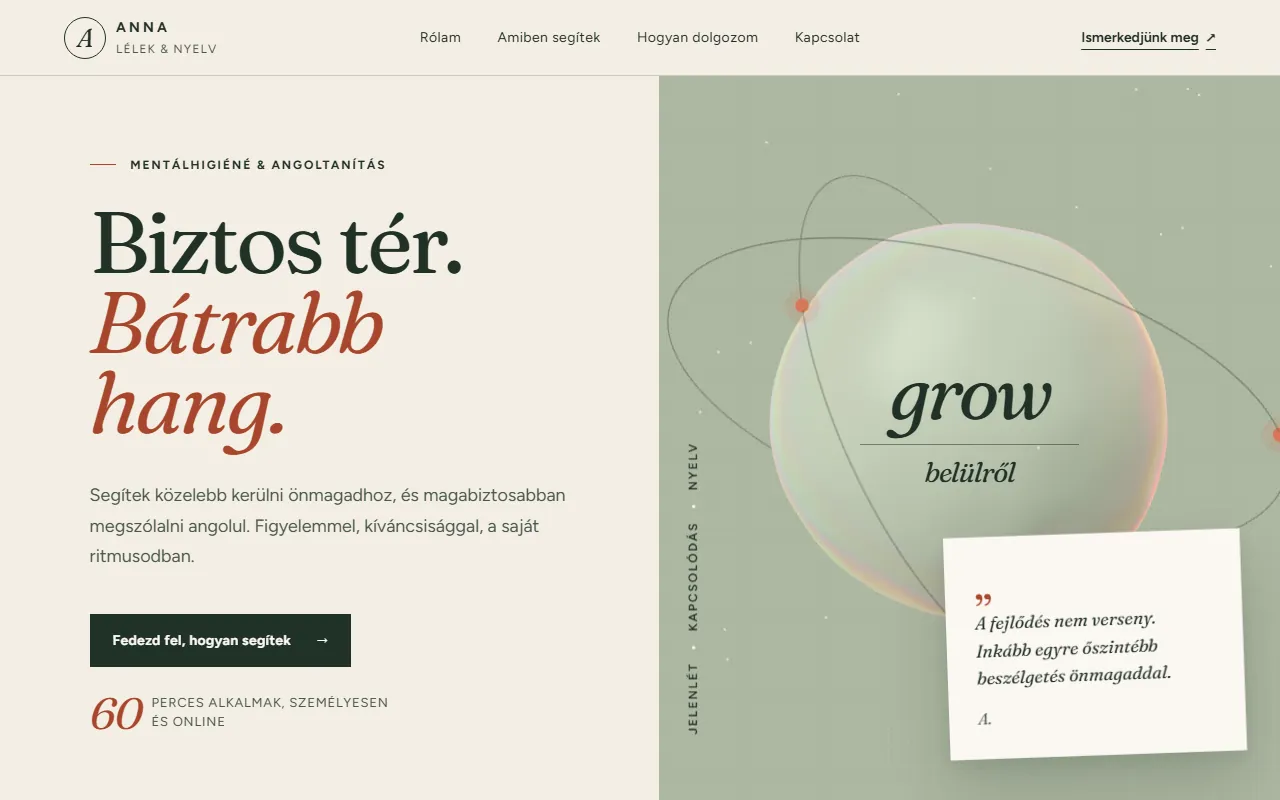 A
ANNA
LÉLEK & NYELV
Rólam
Amiben segítek
Hogyan dolgozom
Kapcsolat
Ismerkedjünk meg ↗
MENTÁLHIGIÉNÉ & ANGOLTANÍTÁS
Biztos tér.
Bátrabb
hang.
Segítek közelebb kerülni önmagadhoz, és magabiztosabban
megszólalni angolul. Figyelemmel, kíváncsisággal, a saját
ritmusodban.
Fedezd fel, hogyan segítek →
60 PERCES ALKALMAK, SZEMÉLYESEN
ÉS ONLINE
JELENLÉT • KAPCSOLÓDÁS • NYELV
grow
belülről
”
A fejlődés nem verseny.
Inkább egyre őszintébb
beszélgetés önmagaddal.
A.